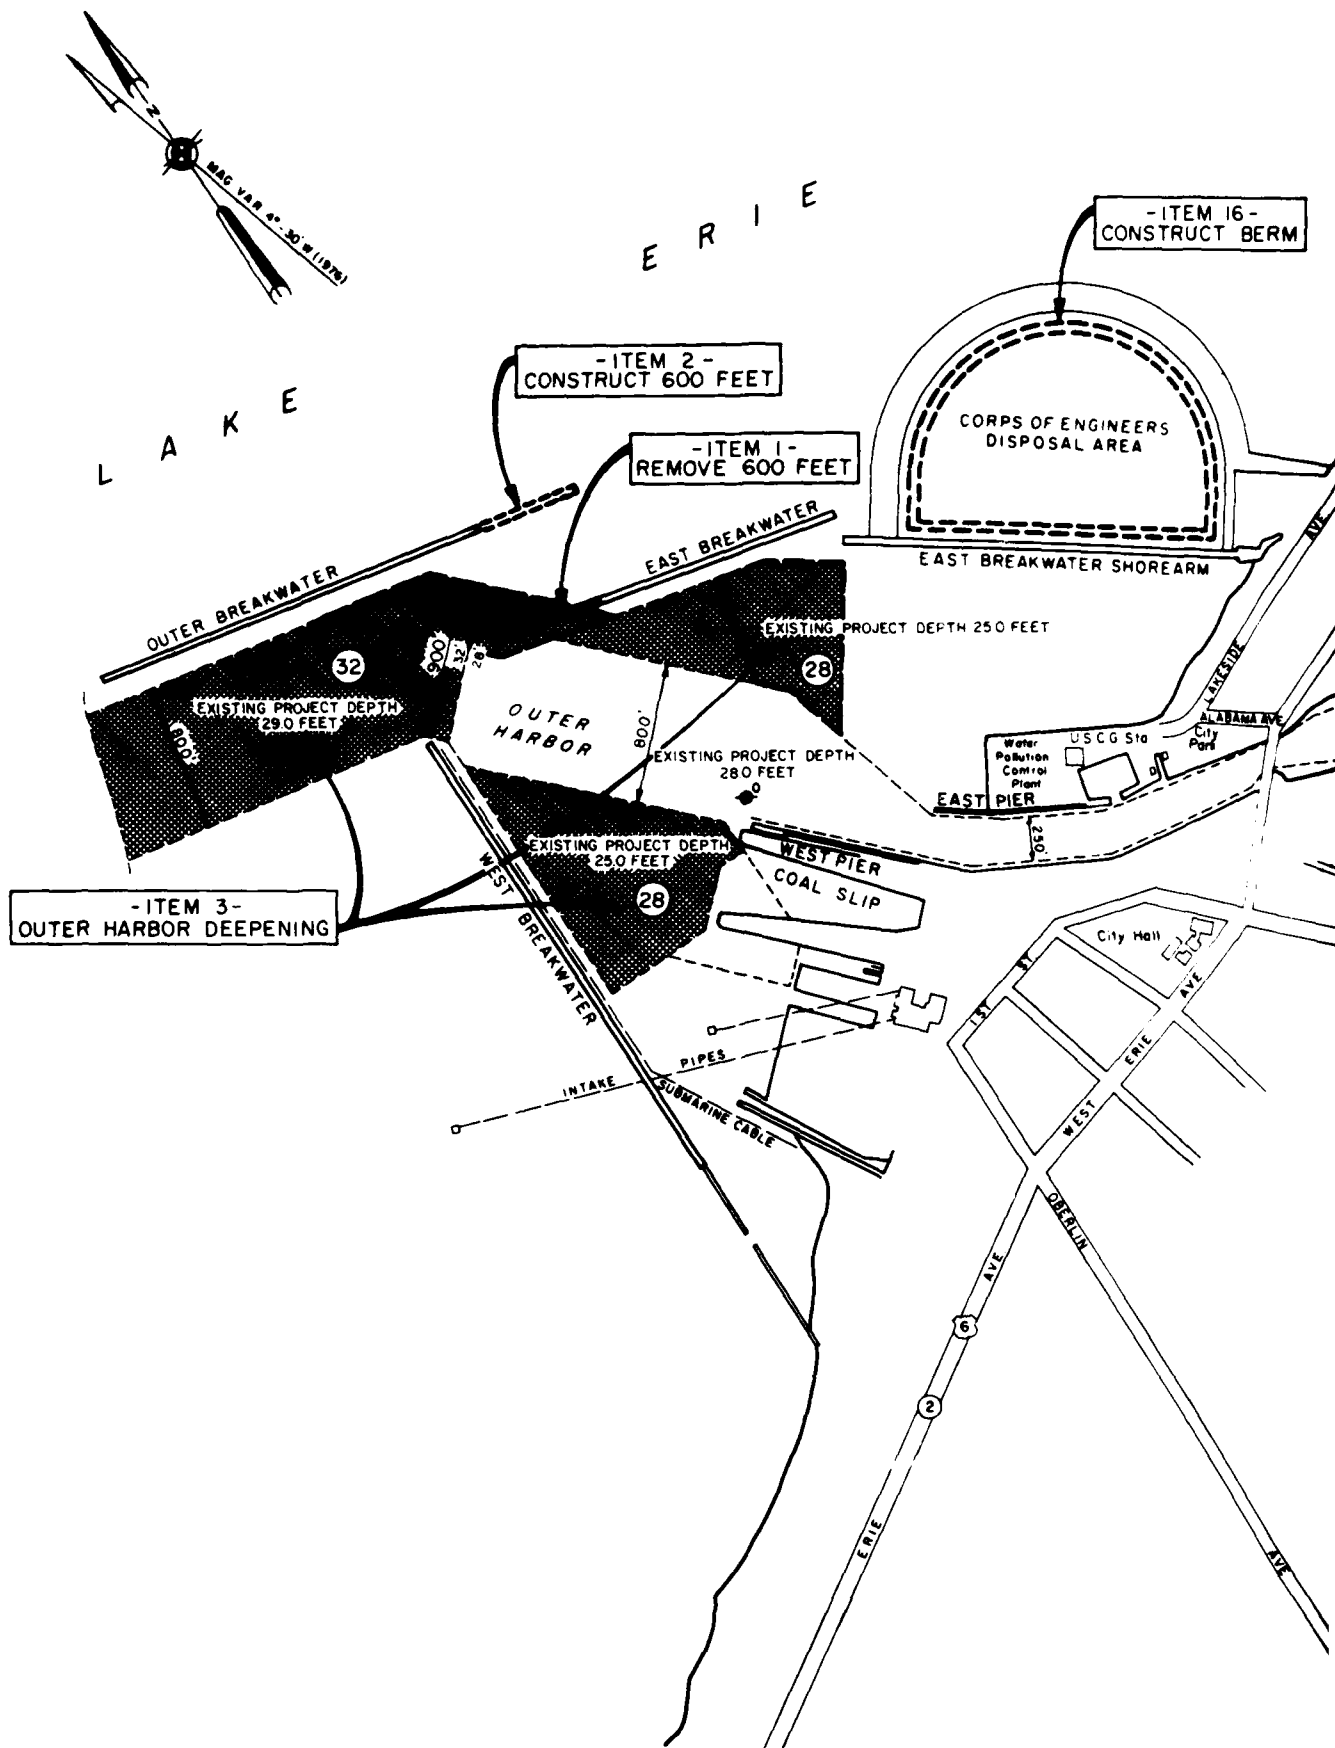 N
MAG VAR 4°-30' W (1976)
LAKE ERIE
-ITEM 16-
CONSTRUCT BERM
-ITEM 2-
CONSTRUCT 600 FEET
-ITEM 1-
REMOVE 600 FEET
CORPS OF ENGINEERS
DISPOSAL AREA
EAST BREAKWATER
EAST BREAKWATER SHOREARM
OUTER BREAKWATER
AVE
LAKESIDE
EXISTING PROJECT DEPTH 25.0 FEET
28
32
900'
32'
28'
EXISTING PROJECT DEPTH
29.0 FEET
800'
OUTER
HARBOR
800'
EXISTING PROJECT DEPTH
28.0 FEET
ALABAMA AVE
City
Park
USCG Sta
Water
Pollution
Control
Plant
EAST PIER
250'
WEST PIER
COAL SLIP
EXISTING PROJECT DEPTH
25.0 FEET
28
-ITEM 3-
OUTER HARBOR DEEPENING
WEST BREAKWATER
City Hall
1 ST
ST
WEST ERIE AVE
INTAKE PIPES
SUBMARINE CABLE
OBERLIN
AVE
AVE
6
2
ERIE